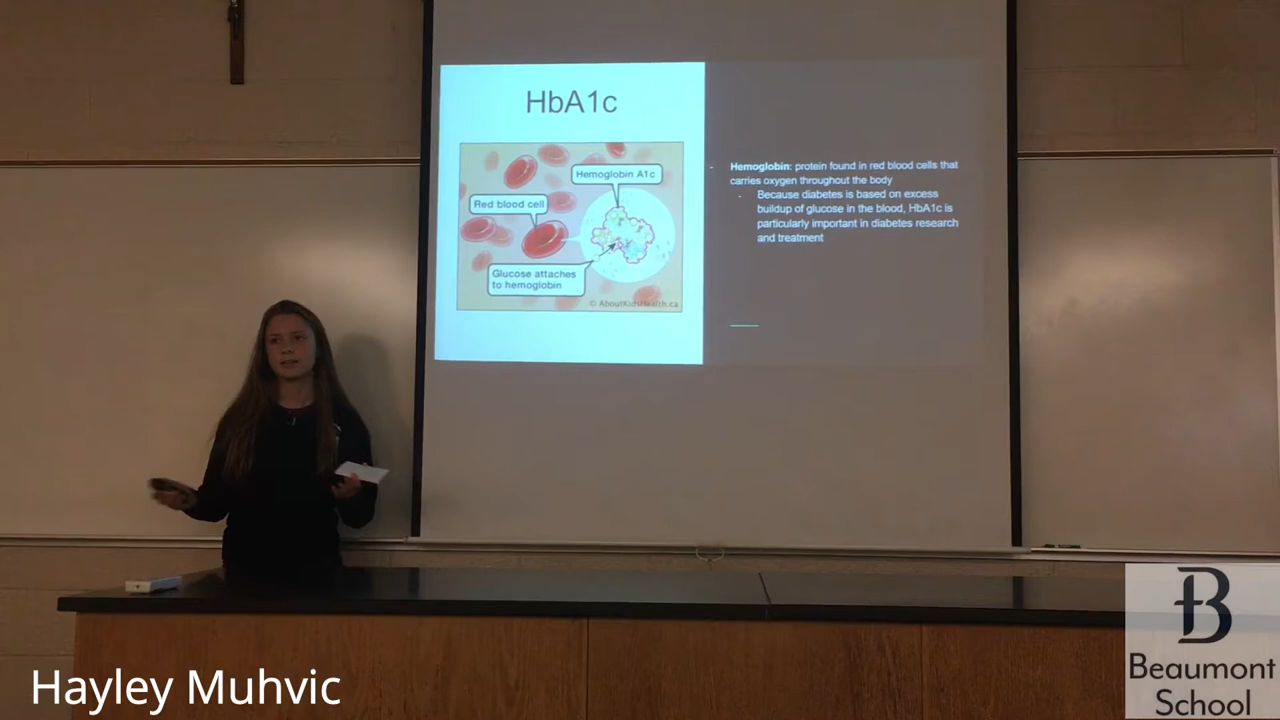 HbA1c
Hemoglobin A1c
Red blood cell
Glucose attaches
to hemoglobin
© AboutKidsHealth.ca
Hemoglobin: protein found in red blood cells that
carries oxygen throughout the body
Because diabetes is based on excess
buildup of glucose in the blood, HbA1c is
particularly important in diabetes research
and treatment
Hayley Muhvic
B
Beaumont
School